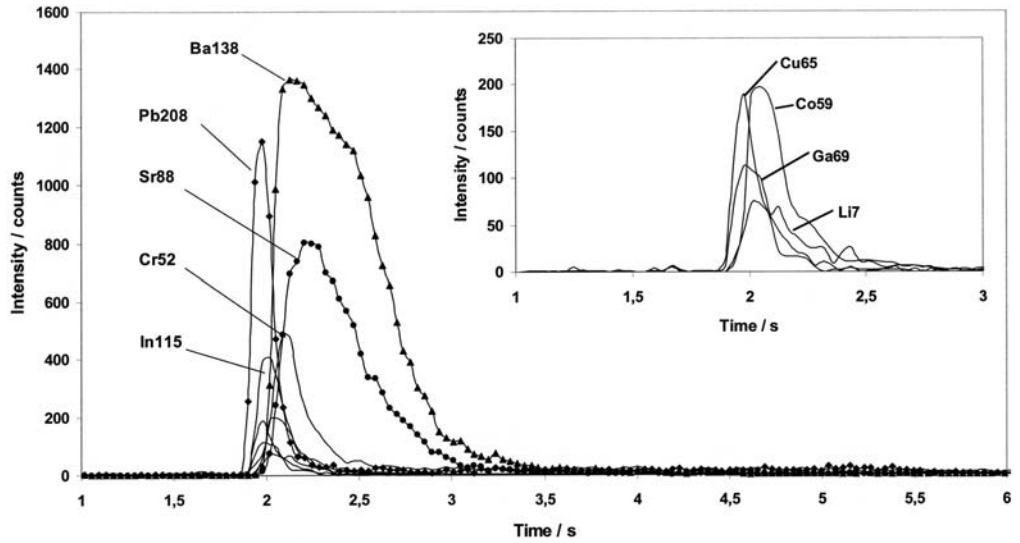 1600
1400
1200
1000
800
600
400
200
0
Intensity / counts
1
1,5
2
2,5
3
3,5
4
4,5
5
5,5
6
Time / s
Ba138
Pb208
Sr88
Cr52
In115
250
200
150
100
50
0
Intensity / counts
1
1,5
2
2,5
3
Time / s
Cu65
Co59
Ga69
Li7